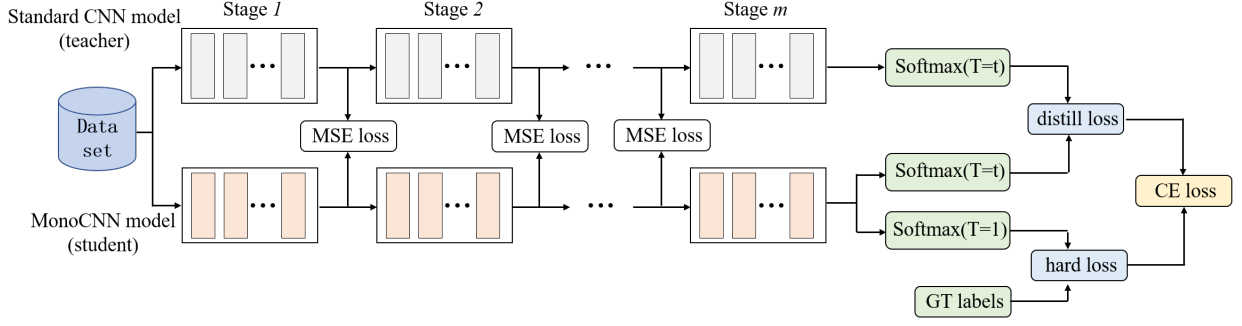 Stage 1
Stage 2
Stage m
Standard CNN model
(teacher)
Softmax(T=t)
Data
set
MSE loss
MSE loss
MSE loss
distill loss
Softmax(T=t)
CE loss
MonoCNN model
(student)
Softmax(T=1)
hard loss
GT labels